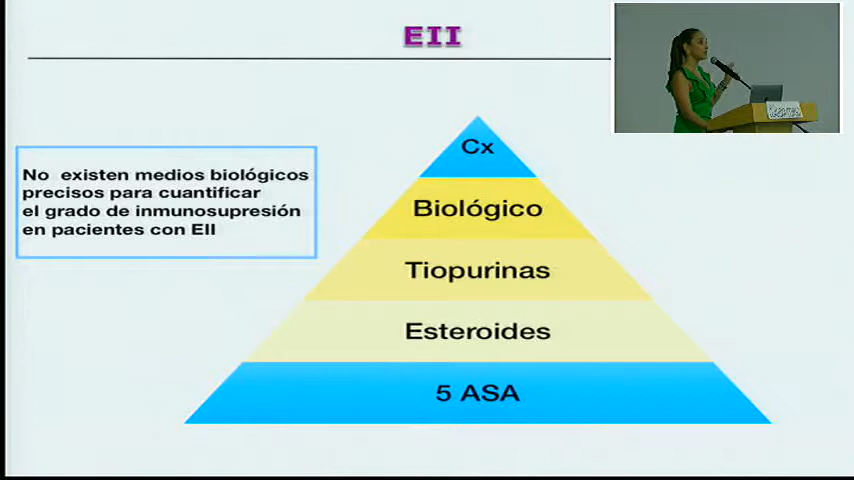 EII
No existen medios biológicos
precisos para cuantificar
el grado de inmunosupresión
en pacientes con EII
Cx
Biológico
Tiopurinas
Esteroides
5 ASA